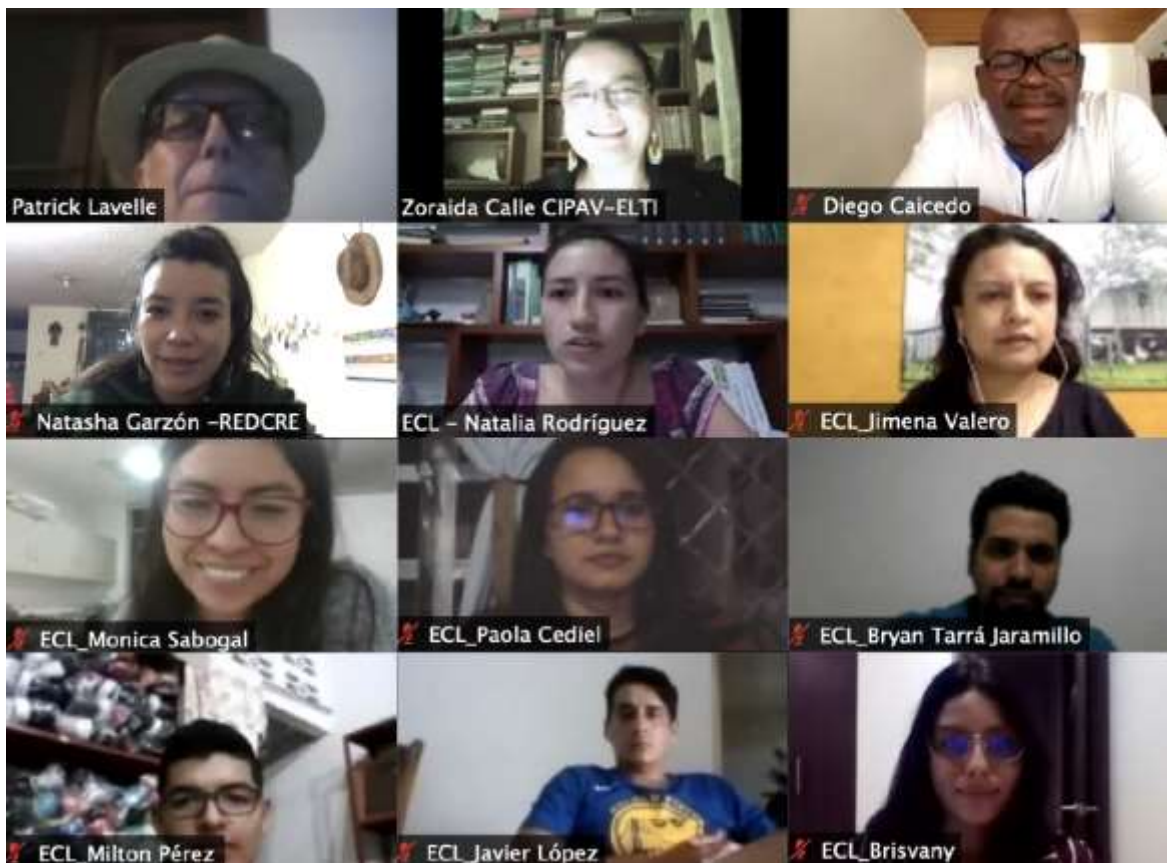 Patrick Lavelle
Zoraida Calle CIPAV-ELTI
Diego Caicedo
Natasha Garzón -REDCRE
ECL - Natalia Rodríguez
ECL_Jimena Valero
ECL_Monica Sabogal
ECL_Paola Cediel
ECL_Bryan Tarrá Jaramillo
ECL_Milton Pérez
ECL_Javier López
ECL_Brisvany